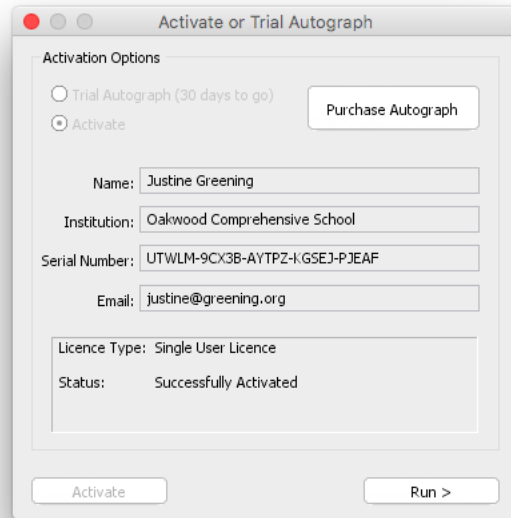 Activate or Trial Autograph
Activation Options
Trial Autograph (30 days to go)
Purchase Autograph
Activate
Name: Justine Greening
Institution: Oakwood Comprehensive School
Serial Number: UTWLM-9CX3B-AYTPZ-KGSEJ-PJEAF
Email: justine@greening.org
Licence Type: Single User Licence
Status: Successfully Activated
Activate Run >